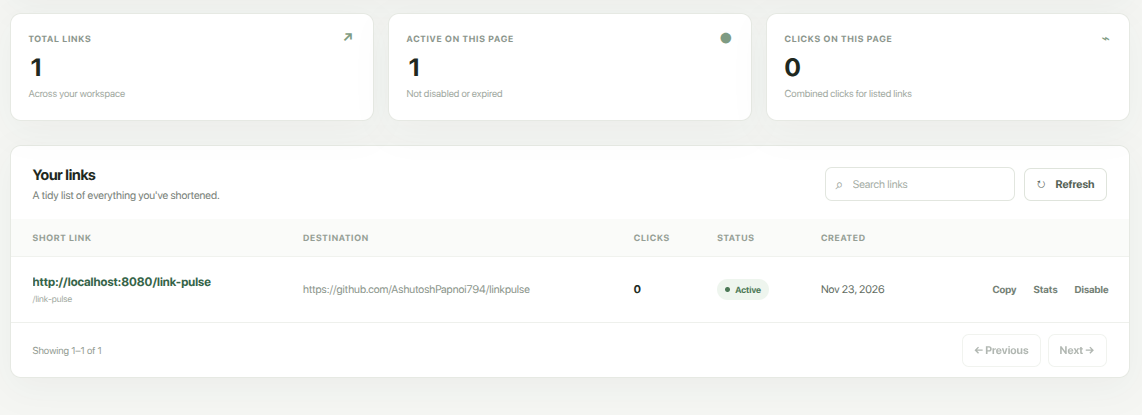 TOTAL LINKS
1
Across your workspace
ACTIVE ON THIS PAGE
1
Not disabled or expired
CLICKS ON THIS PAGE
0
Combined clicks for listed links
Your links
A tidy list of everything you've shortened.
Search links
Refresh
SHORT LINK DESTINATION CLICKS STATUS CREATED
http://localhost:8080/link-pulse
/link-pulse
https://github.com/AshutoshPapnoi794/linkpulse 0 Active Nov 23, 2026 Copy Stats Disable
Showing 1–1 of 1
← Previous Next →